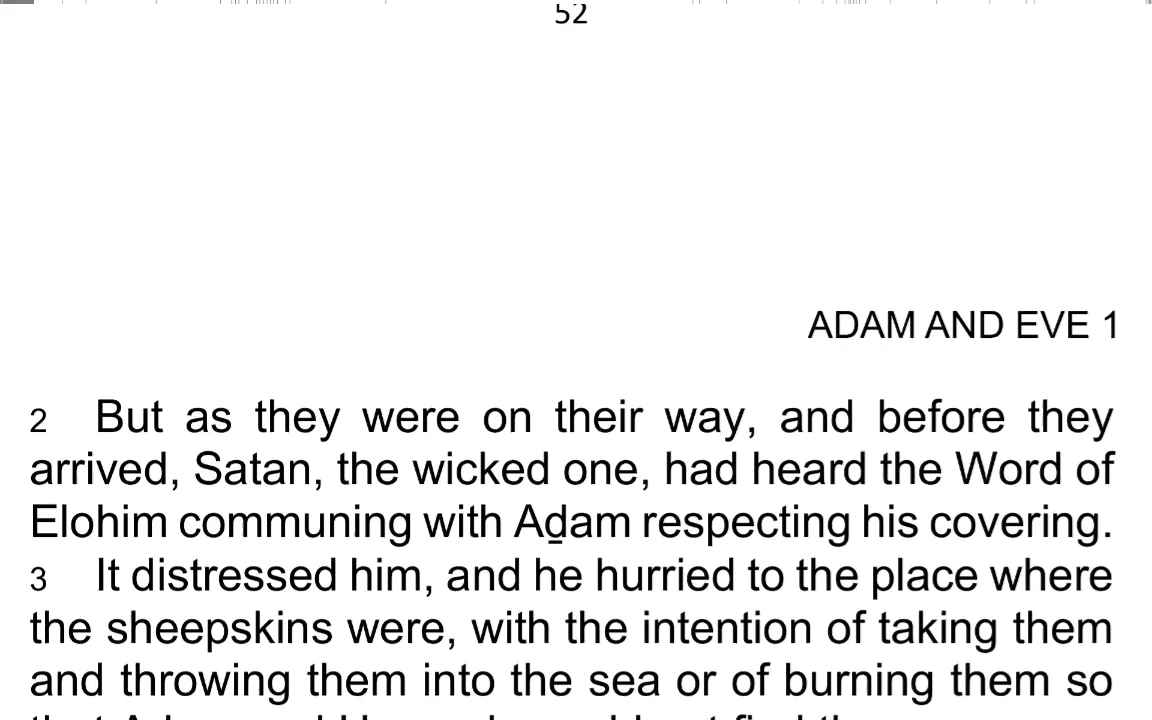 52
ADAM AND EVE 1
2 But as they were on their way, and before they
arrived, Satan, the wicked one, had heard the Word of
Elohim communing with Aḏam respecting his covering.
3 It distressed him, and he hurried to the place where
the sheepskins were, with the intention of taking them
and throwing them into the sea or of burning them so